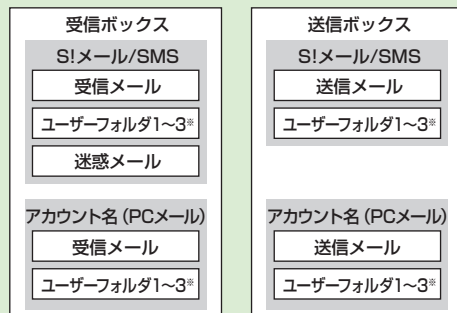 受信ボックス
S!メール/SMS
受信メール
ユーザーフォルダ1～3※
迷惑メール
アカウント名（PCメール）
受信メール
ユーザーフォルダ1～3※
送信ボックス
S!メール/SMS
送信メール
ユーザーフォルダ1～3※
アカウント名（PCメール）
送信メール
ユーザーフォルダ1～3※